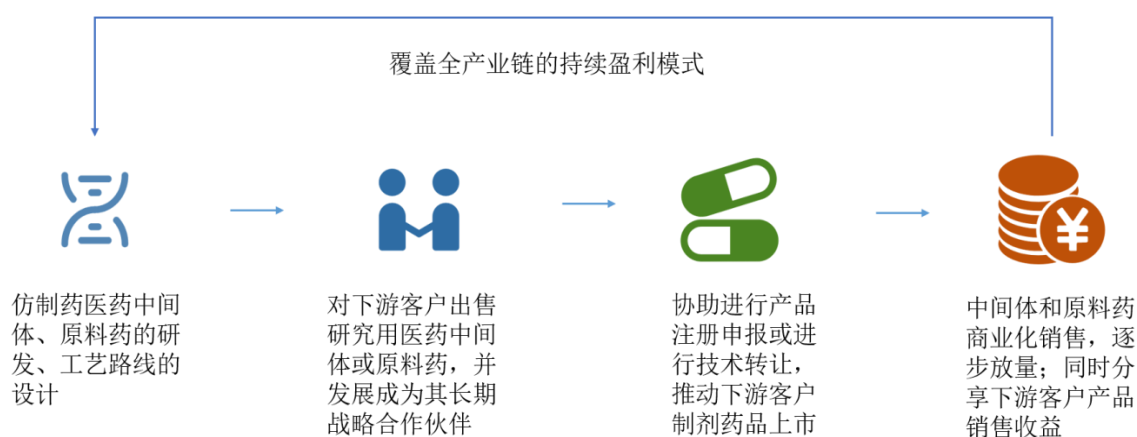 覆盖全产业链的持续盈利模式
¥
仿制药医药中间
体、原料药的研
发、工艺路线的
设计
对下游客户出售
研究用医药中间
体或原料药，并
发展成为其长期
战略合作伙伴
协助进行产品
注册申报或进
行技术转让，
推动下游客户
制剂药品上市
中间体和原料药
商业化销售，逐
步放量；同时分
享下游客户产品
销售收益